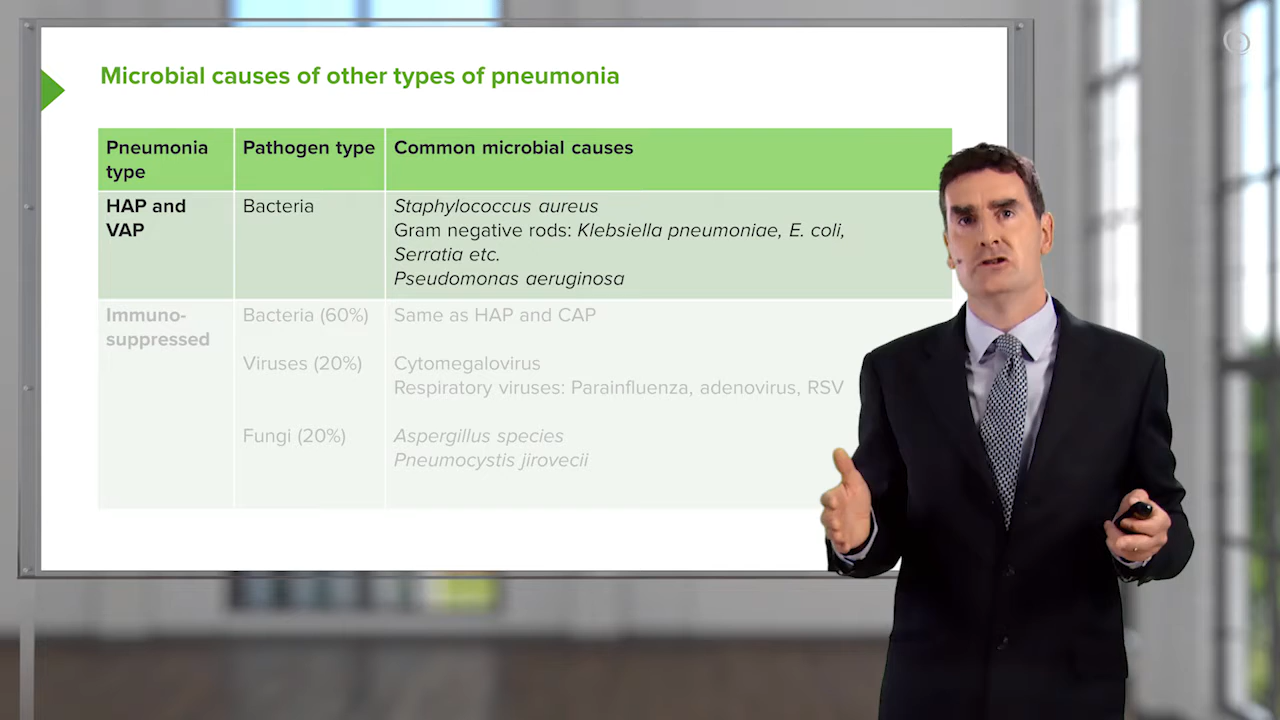 Microbial causes of other types of pneumonia
Pneumonia type
Pathogen type
Common microbial causes
HAP and VAP
Bacteria
Staphylococcus aureus
Gram negative rods: Klebsiella pneumoniae, E. coli,
Serratia etc.
Pseudomonas aeruginosa
Immuno-
suppressed
Bacteria (60%)
Same as HAP and CAP
Viruses (20%)
Cytomegalovirus
Respiratory viruses: Parainfluenza, adenovirus, RSV
Fungi (20%)
Aspergillus species
Pneumocystis jirovecii